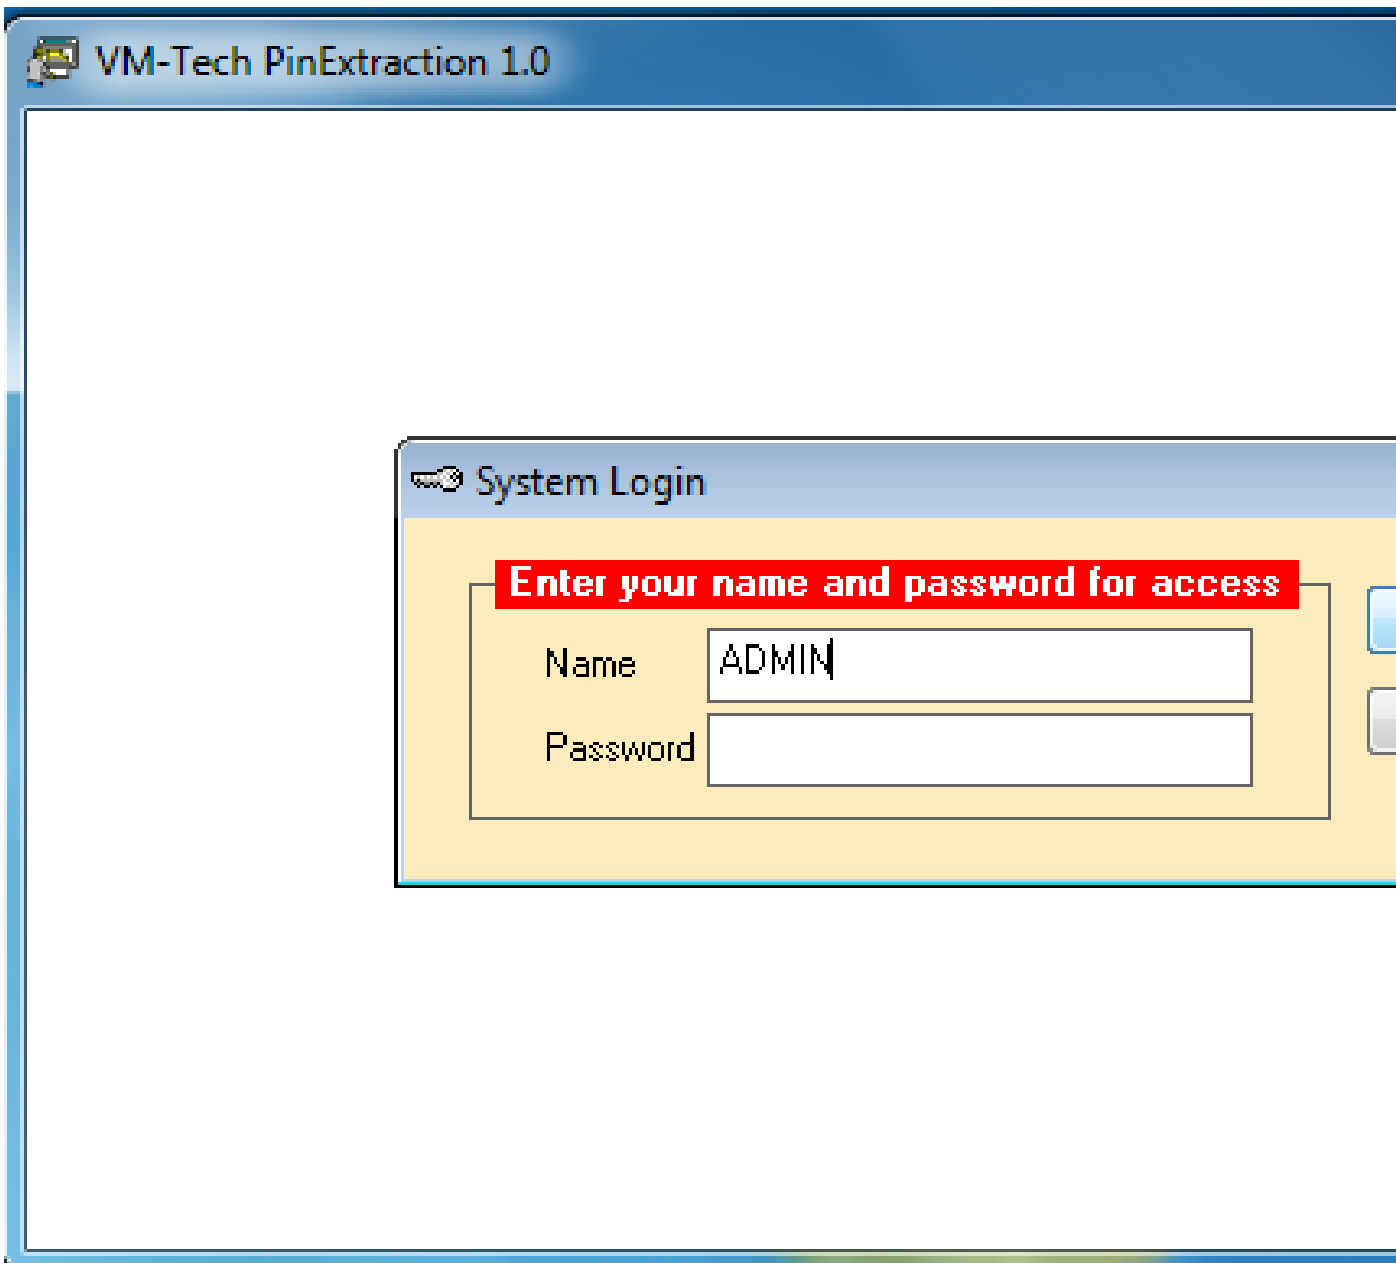 VM-Tech PinExtraction 1.0
System Login
Enter your name and password for access
Name ADMIN
Password